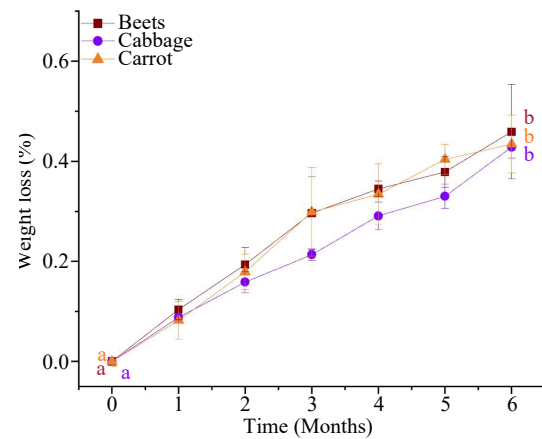 Beets
Cabbage
Carrot
Weight loss (%)
0.6
0.4
0.2
0.0
b
b
b
a
a
a
0 1 2 3 4 5 6
Time (Months)